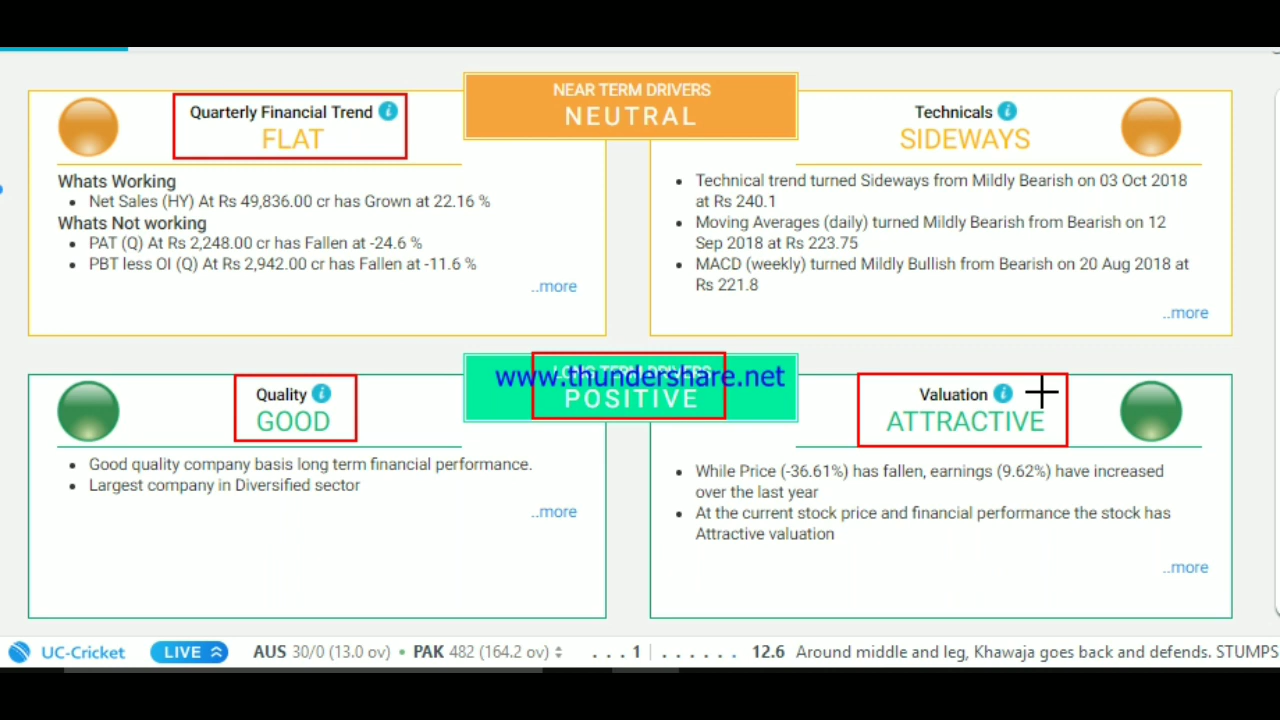 NEAR TERM DRIVERS
NEUTRAL
Quarterly Financial Trend
FLAT
Whats Working
Net Sales (HY) At Rs 49,836.00 cr has Grown at 22.16 %
Whats Not working
PAT (Q) At Rs 2,248.00 cr has Fallen at -24.6 %
PBT less OI (Q) At Rs 2,942.00 cr has Fallen at -11.6 %
..more
Technicals
SIDEWAYS
Technical trend turned Sideways from Mildly Bearish on 03 Oct 2018
at Rs 240.1
Moving Averages (daily) turned Mildly Bearish from Bearish on 12
Sep 2018 at Rs 223.75
MACD (weekly) turned Mildly Bullish from Bearish on 20 Aug 2018 at
Rs 221.8
..more
LONG TERM DRIVERS
www.thundershare.net
POSITIVE
Quality
GOOD
Good quality company basis long term financial performance.
Largest company in Diversified sector
..more
Valuation
ATTRACTIVE
While Price (-36.61%) has fallen, earnings (9.62%) have increased
over the last year
At the current stock price and financial performance the stock has
Attractive valuation
..more
UC-Cricket LIVE AUS 30/0 (13.0 ov) • PAK 482 (164.2 ov) . . . 1 | . . . . . . 12.6 Around middle and leg, Khawaja goes back and defends. STUMPS